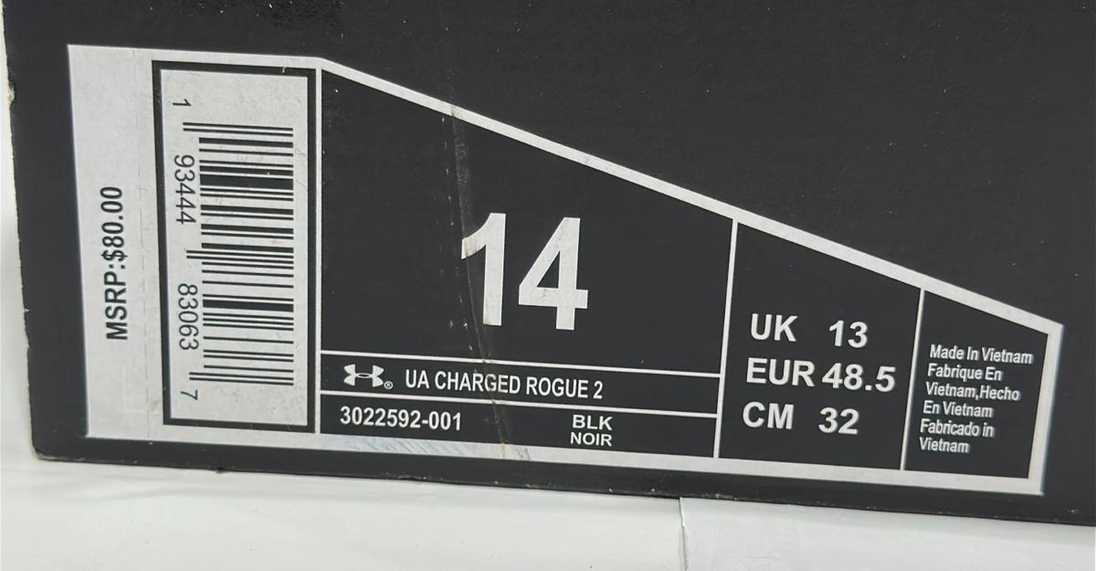 MSRP:$80.00
1 93444 83063 7
14
UA CHARGED ROGUE 2
3022592-001
BLK
NOIR
UK 13
EUR 48.5
CM 32
Made In Vietnam
Fabrique En
Vietnam,Hecho
En Vietnam
Fabricado in
Vietnam